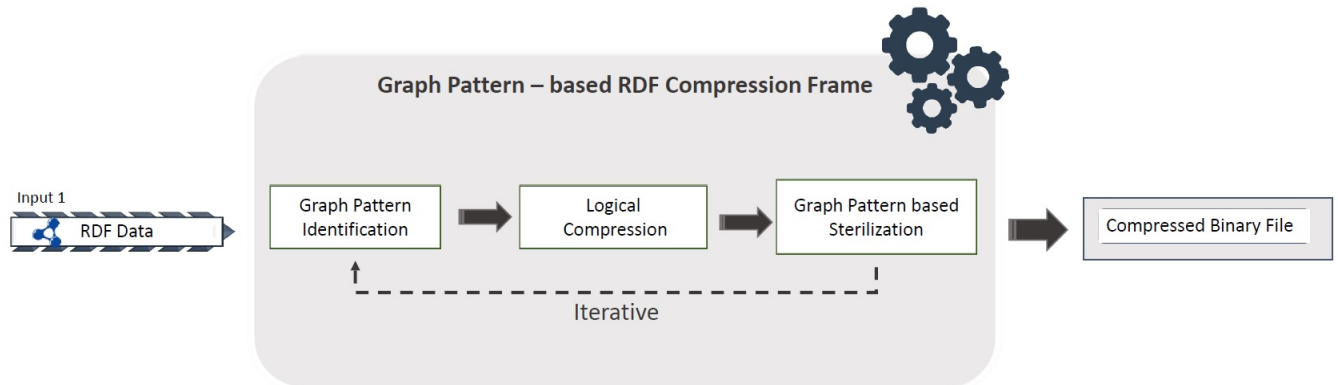 Graph Pattern – based RDF Compression Frame
Input 1
RDF Data
Graph Pattern
Identification
Logical
Compression
Graph Pattern based
Sterilization
Compressed Binary File
Iterative